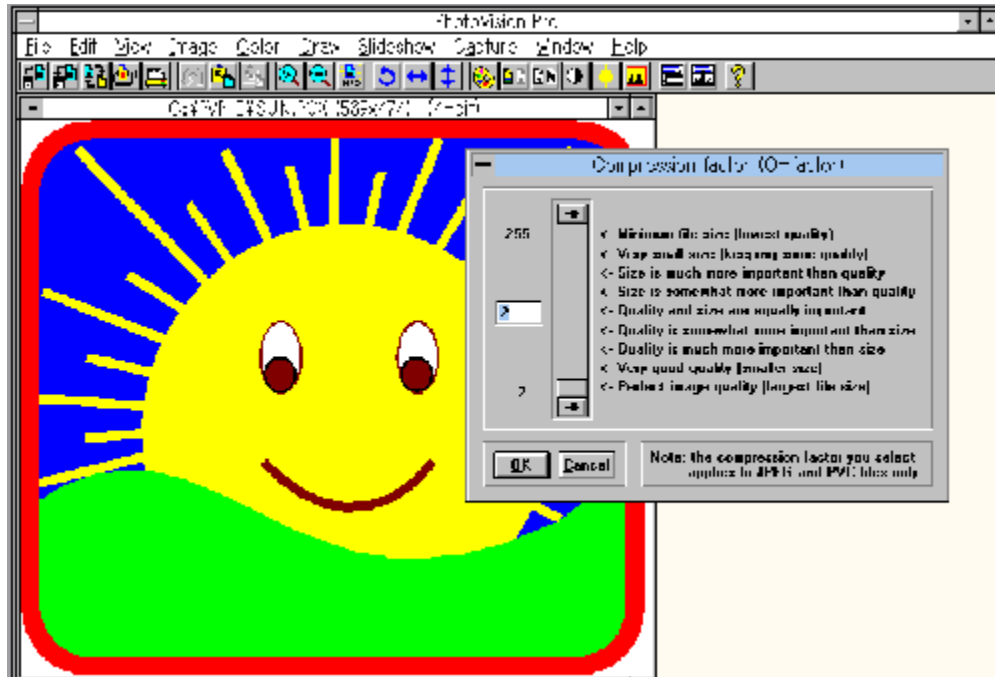 PhotoVision Pro
File Edit View Image Color Draw Slideshow Capture Window Help
Compression factor (Q-factor)
255
<- Minimum file size (lowest quality)
<- Very small size (keeping some quality)
<- Size is much more important than quality
<- Size is somewhat more important than quality
2
<- Quality and size are equally important
<- Quality is somewhat more important than size
<- Quality is much more important than size
<- Very good quality (smaller size)
2
<- Perfect image quality (largest file size)
OK Cancel
Note: the compression factor you select
applies to JPEG and PVC files only